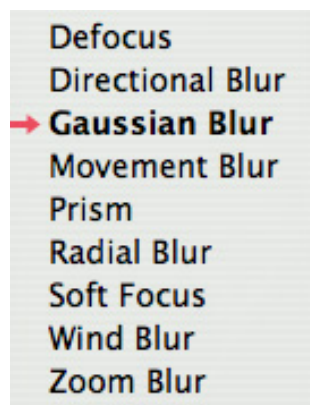 Defocus
Directional Blur
Gaussian Blur
Movement Blur
Prism
Radial Blur
Soft Focus
Wind Blur
Zoom Blur